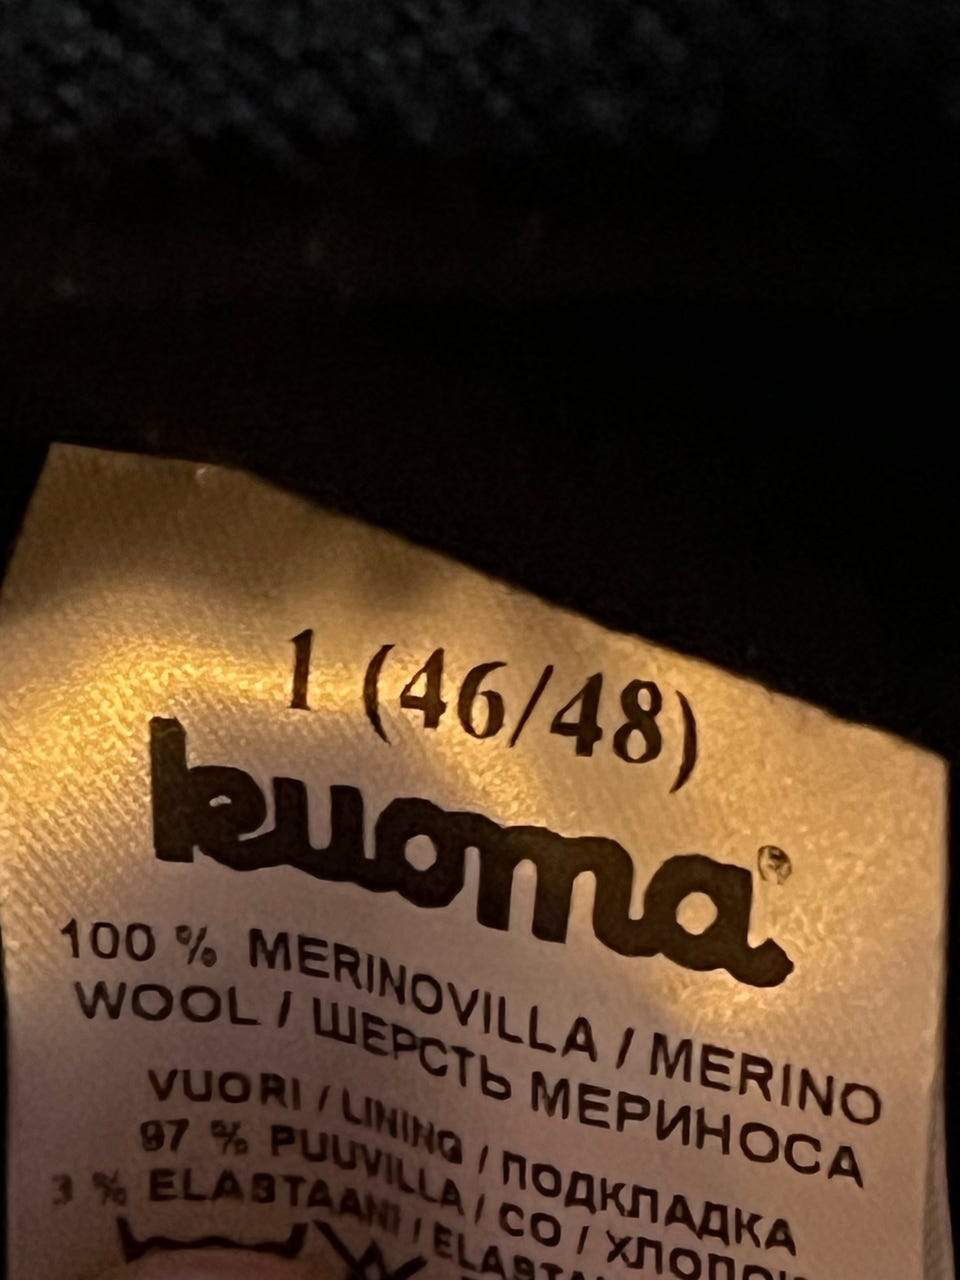 1 (46/48)
kuoma®
100 % MERINOVILLA / MERINO
WOOL / ШЕРСТЬ МЕРИНОСА
VUORI / LINING / ПОДКЛАДКА
97 % PUUVILLA / CO / ХЛОПОК
3 % ELASTAANI /